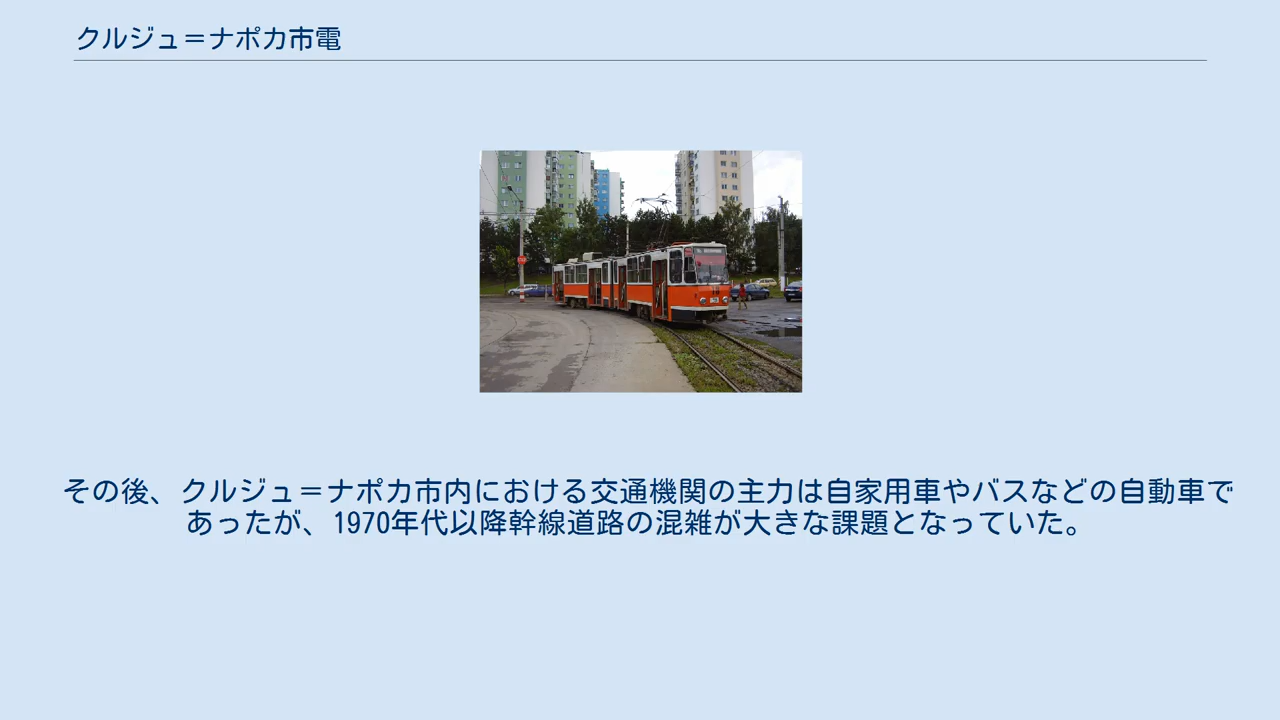 クルジュ＝ナポカ市電
その後、クルジュ＝ナポカ市内における交通機関の主力は自家用車やバスなどの自動車で
あったが、1970年代以降幹線道路の混雑が大きな課題となっていた。